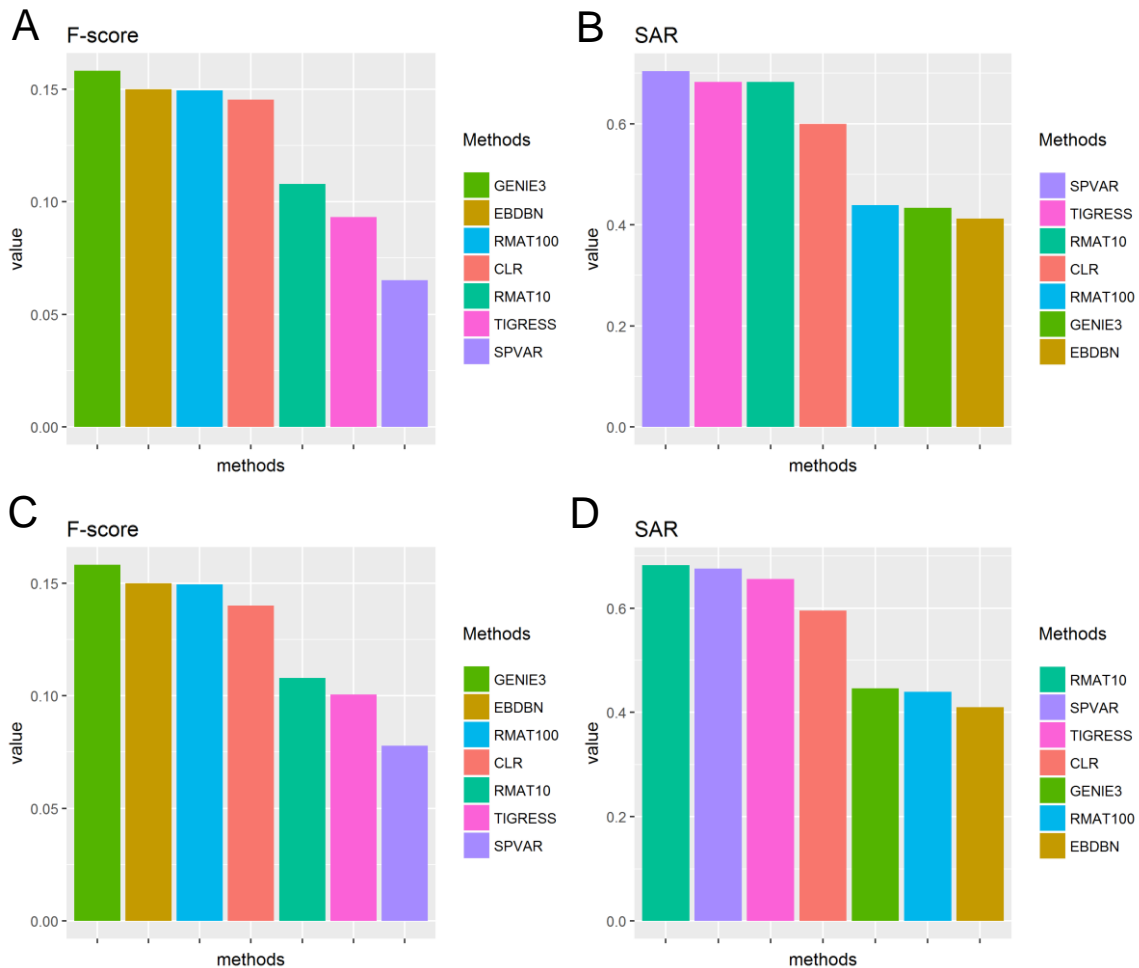 A
F-score
value
0.15
0.10
0.05
0.00
methods
Methods
GENIE3
EBDBN
RMAT100
CLR
RMAT10
TIGRESS
SPVAR
B
SAR
value
0.6
0.4
0.2
0.0
methods
Methods
SPVAR
TIGRESS
RMAT10
CLR
RMAT100
GENIE3
EBDBN
C
F-score
value
0.15
0.10
0.05
0.00
methods
Methods
GENIE3
EBDBN
RMAT100
CLR
RMAT10
TIGRESS
SPVAR
D
SAR
value
0.6
0.4
0.2
0.0
methods
Methods
RMAT10
SPVAR
TIGRESS
CLR
GENIE3
RMAT100
EBDBN